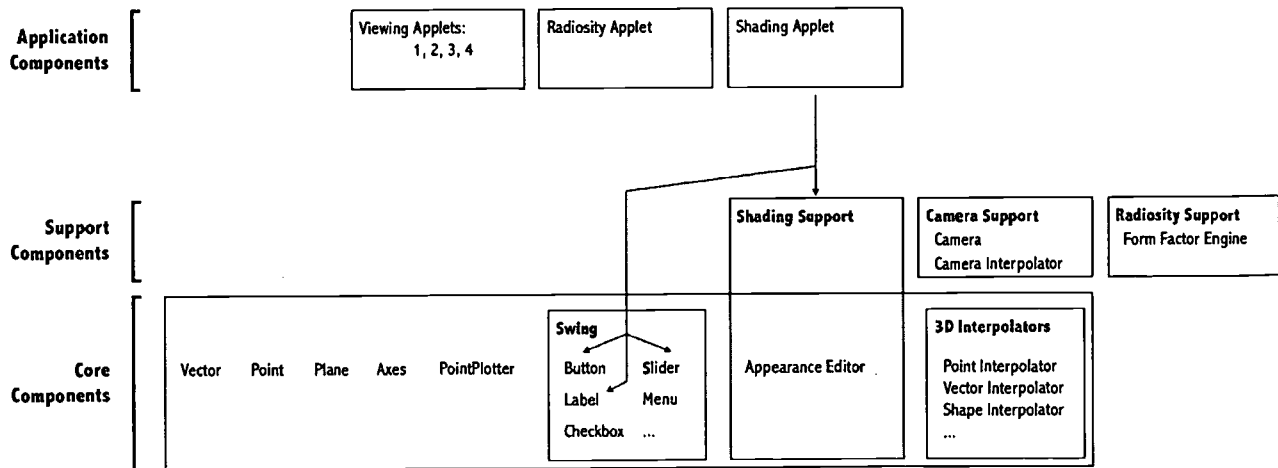 Application
Components
Viewing Applets:
1, 2, 3, 4
Radiosity Applet
Shading Applet
Support
Components
Shading Support
Camera Support
Camera
Camera Interpolator
Radiosity Support
Form Factor Engine
Core
Components
Vector
Point
Plane
Axes
PointPlotter
Swing
Button
Slider
Label
Menu
Checkbox
...
Appearance Editor
3D Interpolators
Point Interpolator
Vector Interpolator
Shape Interpolator
...